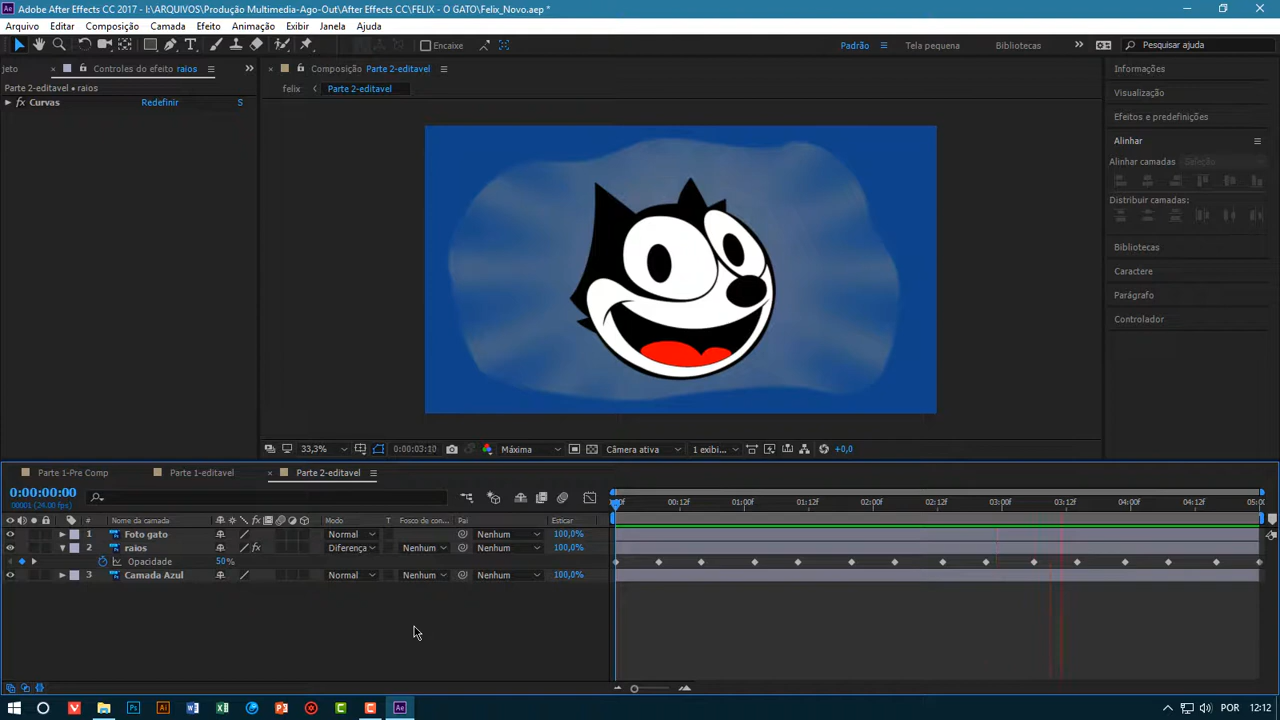 Adobe After Effects CC 2017 - I:\ARQUIVOS\Produção Multimedia-Ago-Out\After Effects CC\FELIX - O GATO\Felix_Novo.aep *
Arquivo Editar Composição Camada Efeito Animação Exibir Janela Ajuda
Encaixe Padrão Tela pequena Bibliotecas Pesquisar ajuda
jeto Controles do efeito raios
Parte 2-editavel • raios
fx Curvas Redefinir S
Composição Parte 2-editavel
felix Parte 2-editavel
Informações
Visualização
Efeitos e predefinições
Alinhar
Alinhar camadas Seleção
Distribuir camadas:
Bibliotecas
Caractere
Parágrafo
Controlador
33,3% 0:00:03:10 Máxima Câmera ativa 1 exibi... +0,0
Parte 1-Pre Comp Parte 1-editavel Parte 2-editavel
0:00:00:00
00001 (24.00 fps)
00:12f 01:00f 01:12f 02:00f 02:12f 03:00f 03:12f 04:00f 04:12f 05:00
# Nome da camada fx Modo T Fosco de con... Pai Esticar
1 Foto gato Normal Nenhum 100,0%
2 raios fx Diferença Nenhum Nenhum 100,0%
Opacidade 50%
3 Camada Azul Normal Nenhum Nenhum 100,0%
POR 12:12